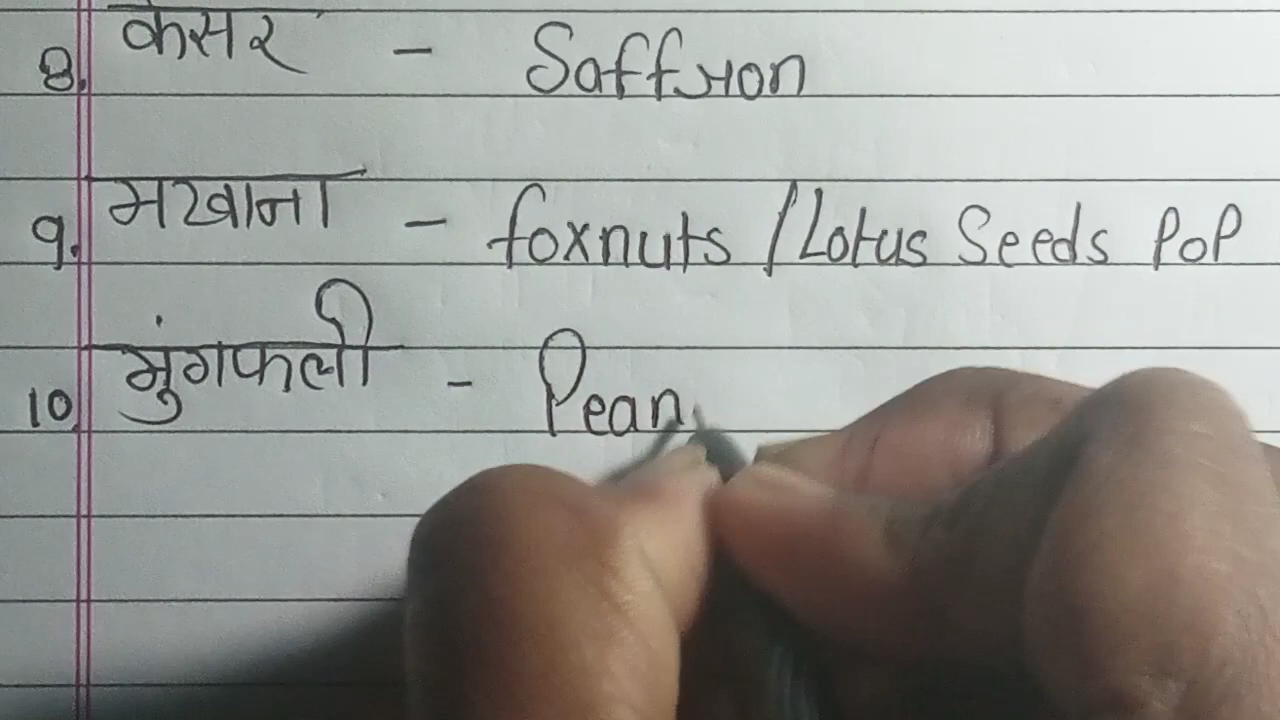 8. केसर - Saffron
9. मखाना - foxnuts / Lotus Seeds PoP
10. मुंगफली - Pean